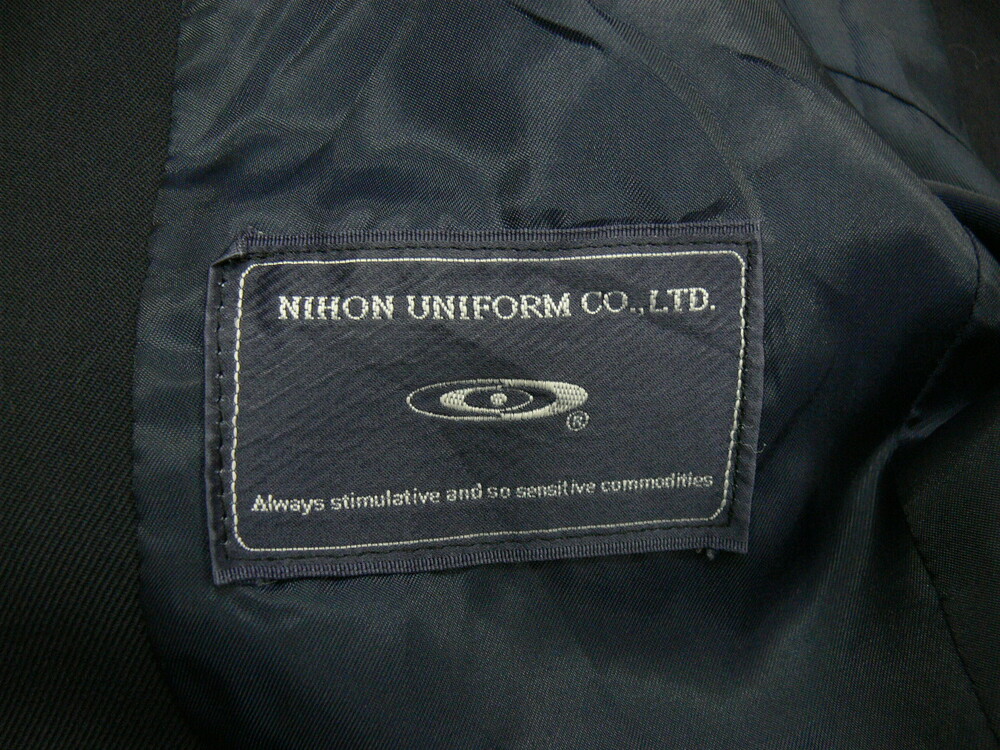 NIHON UNIFORM CO.,LTD.
®
Always stimulative and so sensitive commodities